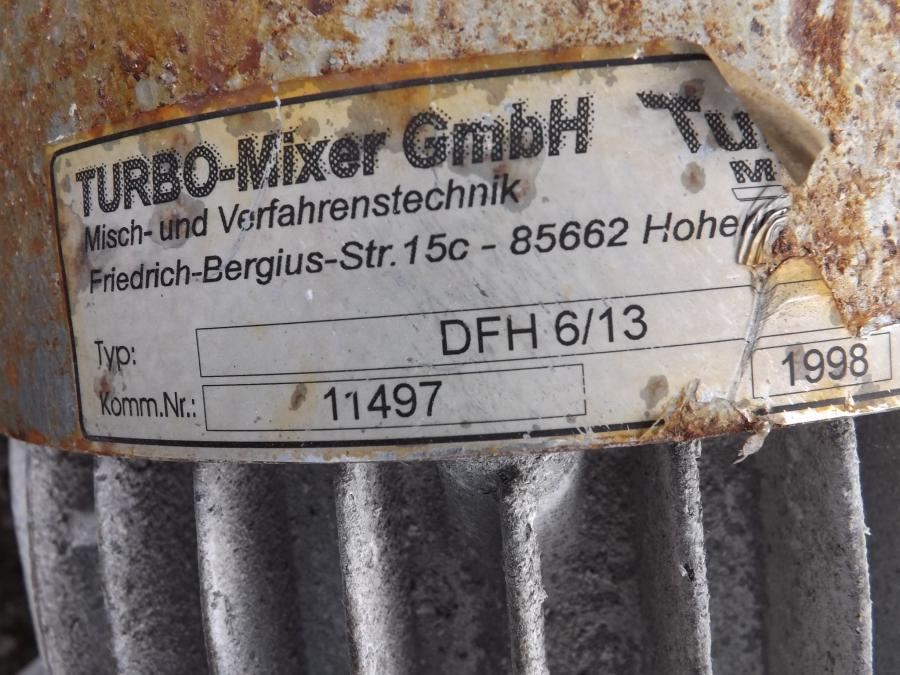 TURBO-Mixer GmbH
Misch- und Verfahrenstechnik
Friedrich-Bergius-Str.15c - 85662
Typ: DFH 6/13
Komm.Nr.: 11497 1998